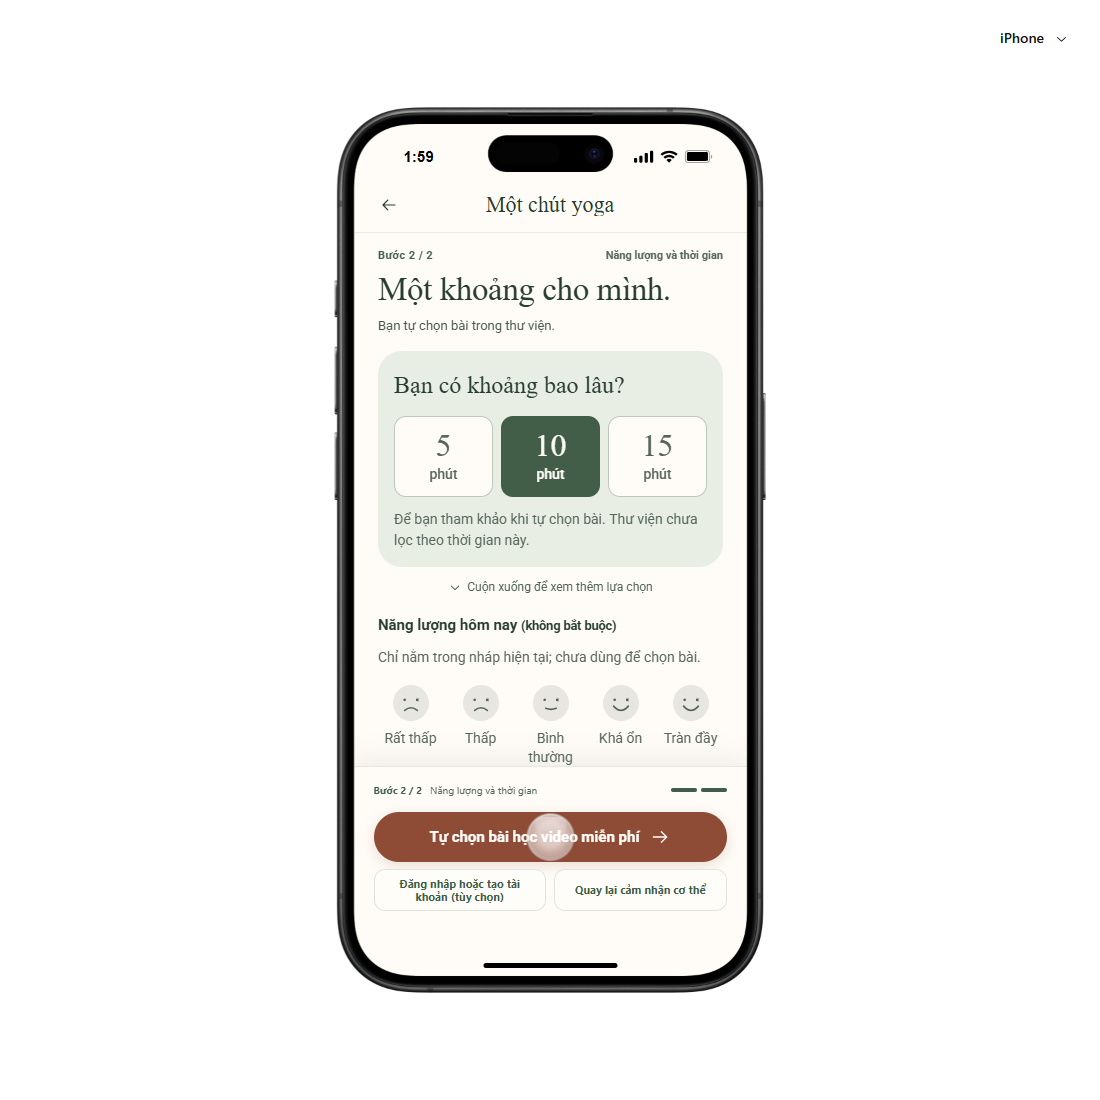 iPhone
1:59
Một chút yoga
Bước 2 / 2
Năng lượng và thời gian
Một khoảng cho mình.
Bạn tự chọn bài trong thư viện.
Bạn có khoảng bao lâu?
5
phút
10
phút
15
phút
Để bạn tham khảo khi tự chọn bài. Thư viện chưa
lọc theo thời gian này.
Cuộn xuống để xem thêm lựa chọn
Năng lượng hôm nay (không bắt buộc)
Chỉ nằm trong nháp hiện tại; chưa dùng để chọn bài.
Rất thấp
Thấp
Bình
thường
Khá ổn
Tràn đầy
Bước 2 / 2 Năng lượng và thời gian
Tự chọn bài học video miễn phí
Đăng nhập hoặc tạo tài
khoản (tùy chọn)
Quay lại cảm nhận cơ thể